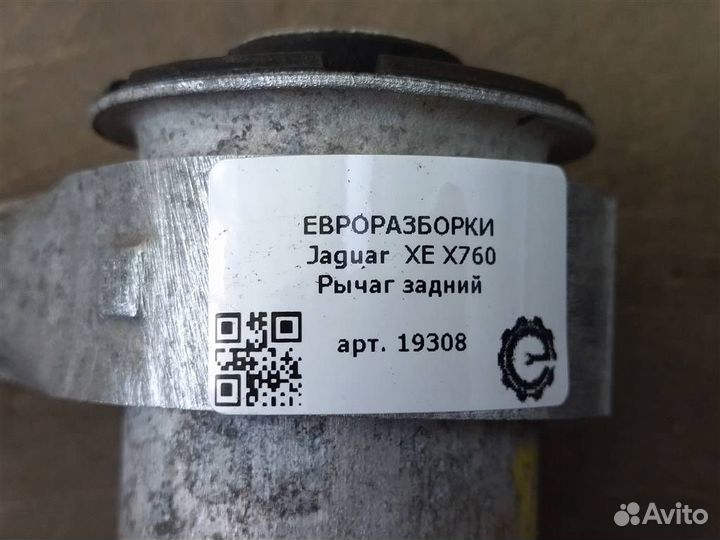 ЕВРОРАЗБОРКИ
Jaguar XE X760
Рычаг задний
арт. 19308
Avito